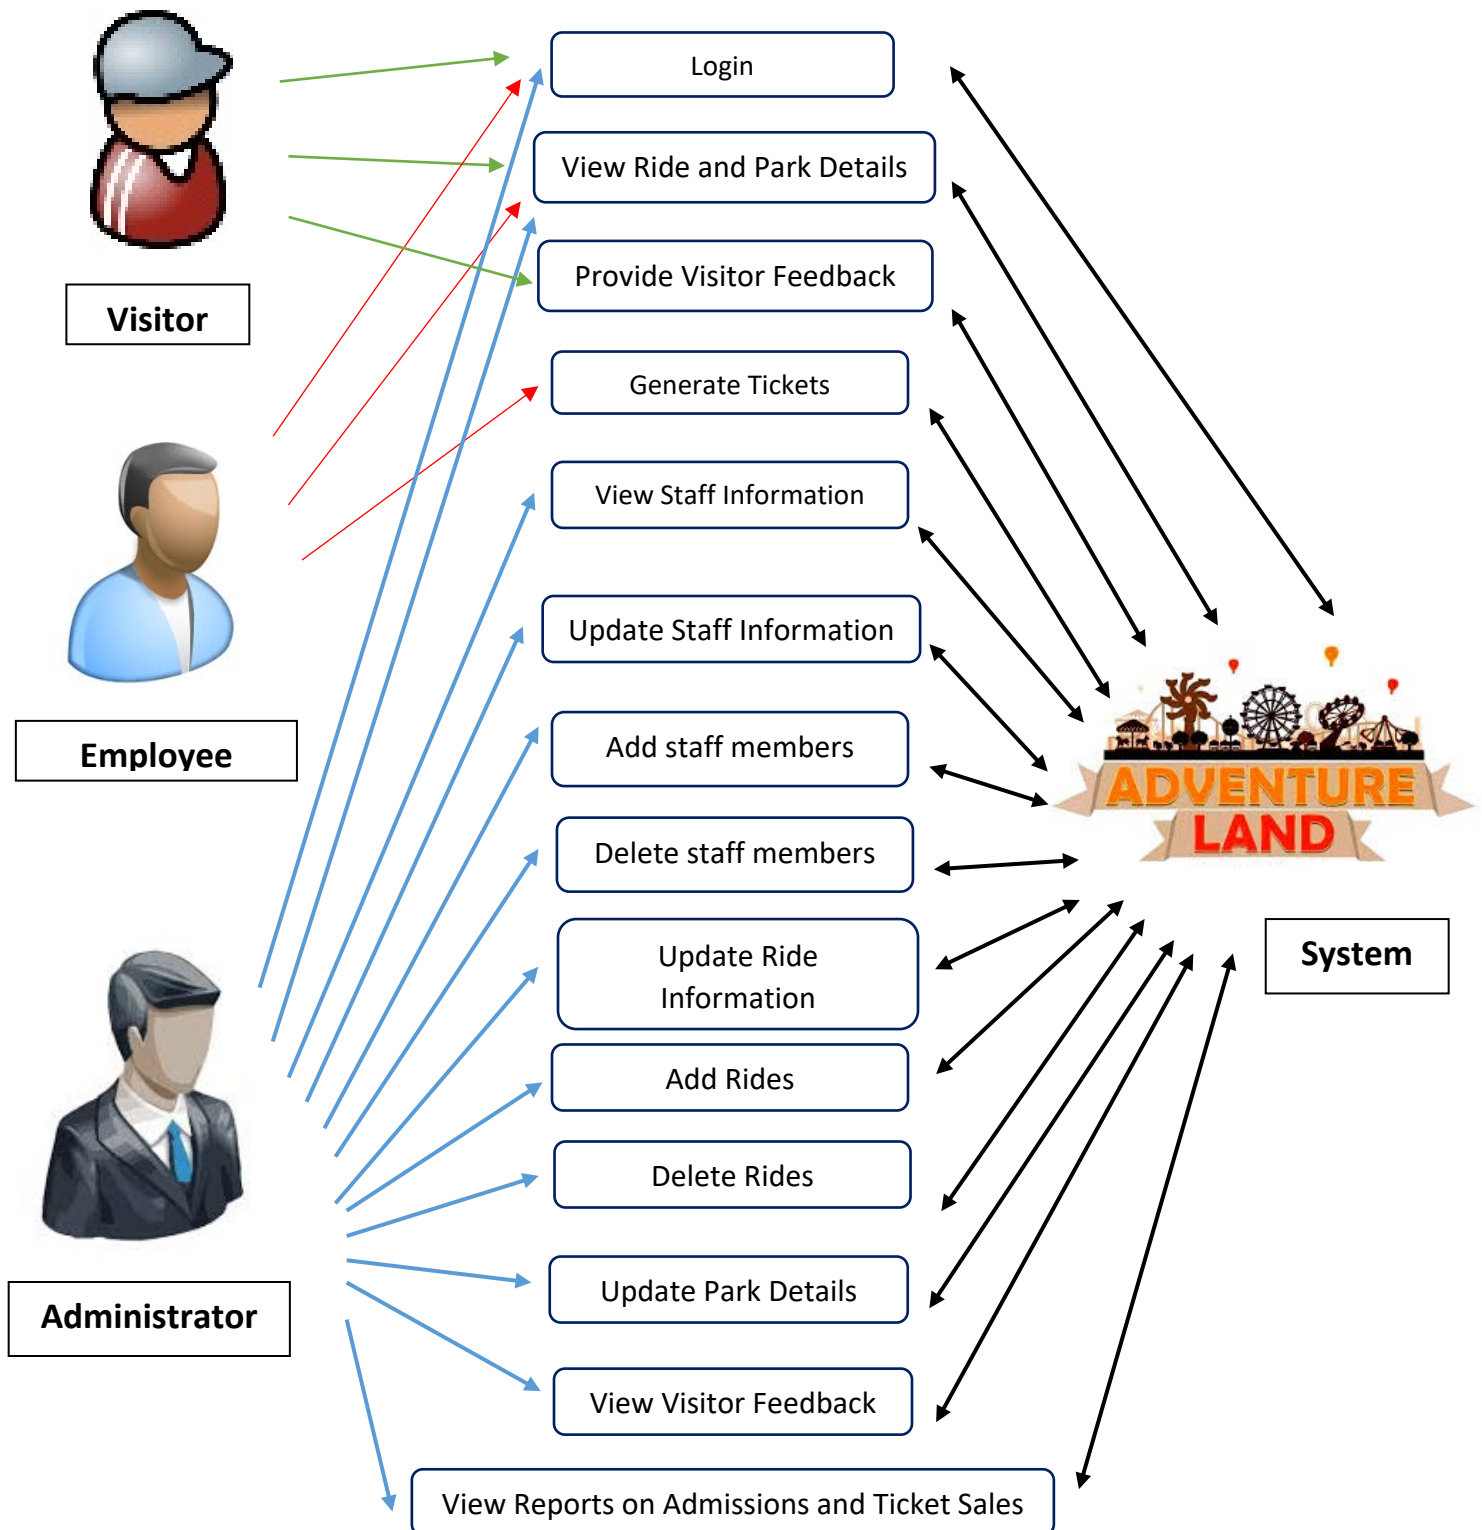 Login
View Ride and Park Details
Provide Visitor Feedback
Visitor
Generate Tickets
View Staff Information
Update Staff Information
Employee
Add staff members
ADVENTURE
LAND
Delete staff members
Update Ride
Information
System
Add Rides
Delete Rides
Update Park Details
Administrator
View Visitor Feedback
View Reports on Admissions and Ticket Sales